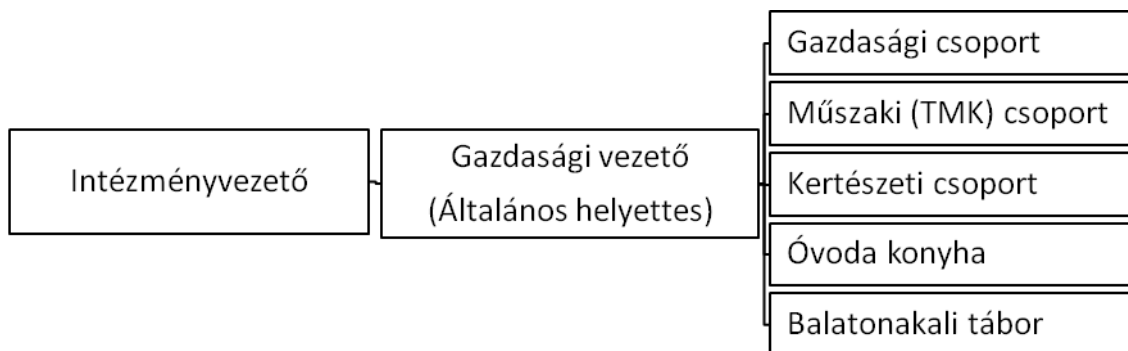 Intézményvezető
Gazdasági vezető
(Általános helyettes)
Gazdasági csoport
Műszaki (TMK) csoport
Kertészeti csoport
Óvoda konyha
Balatonakali tábor